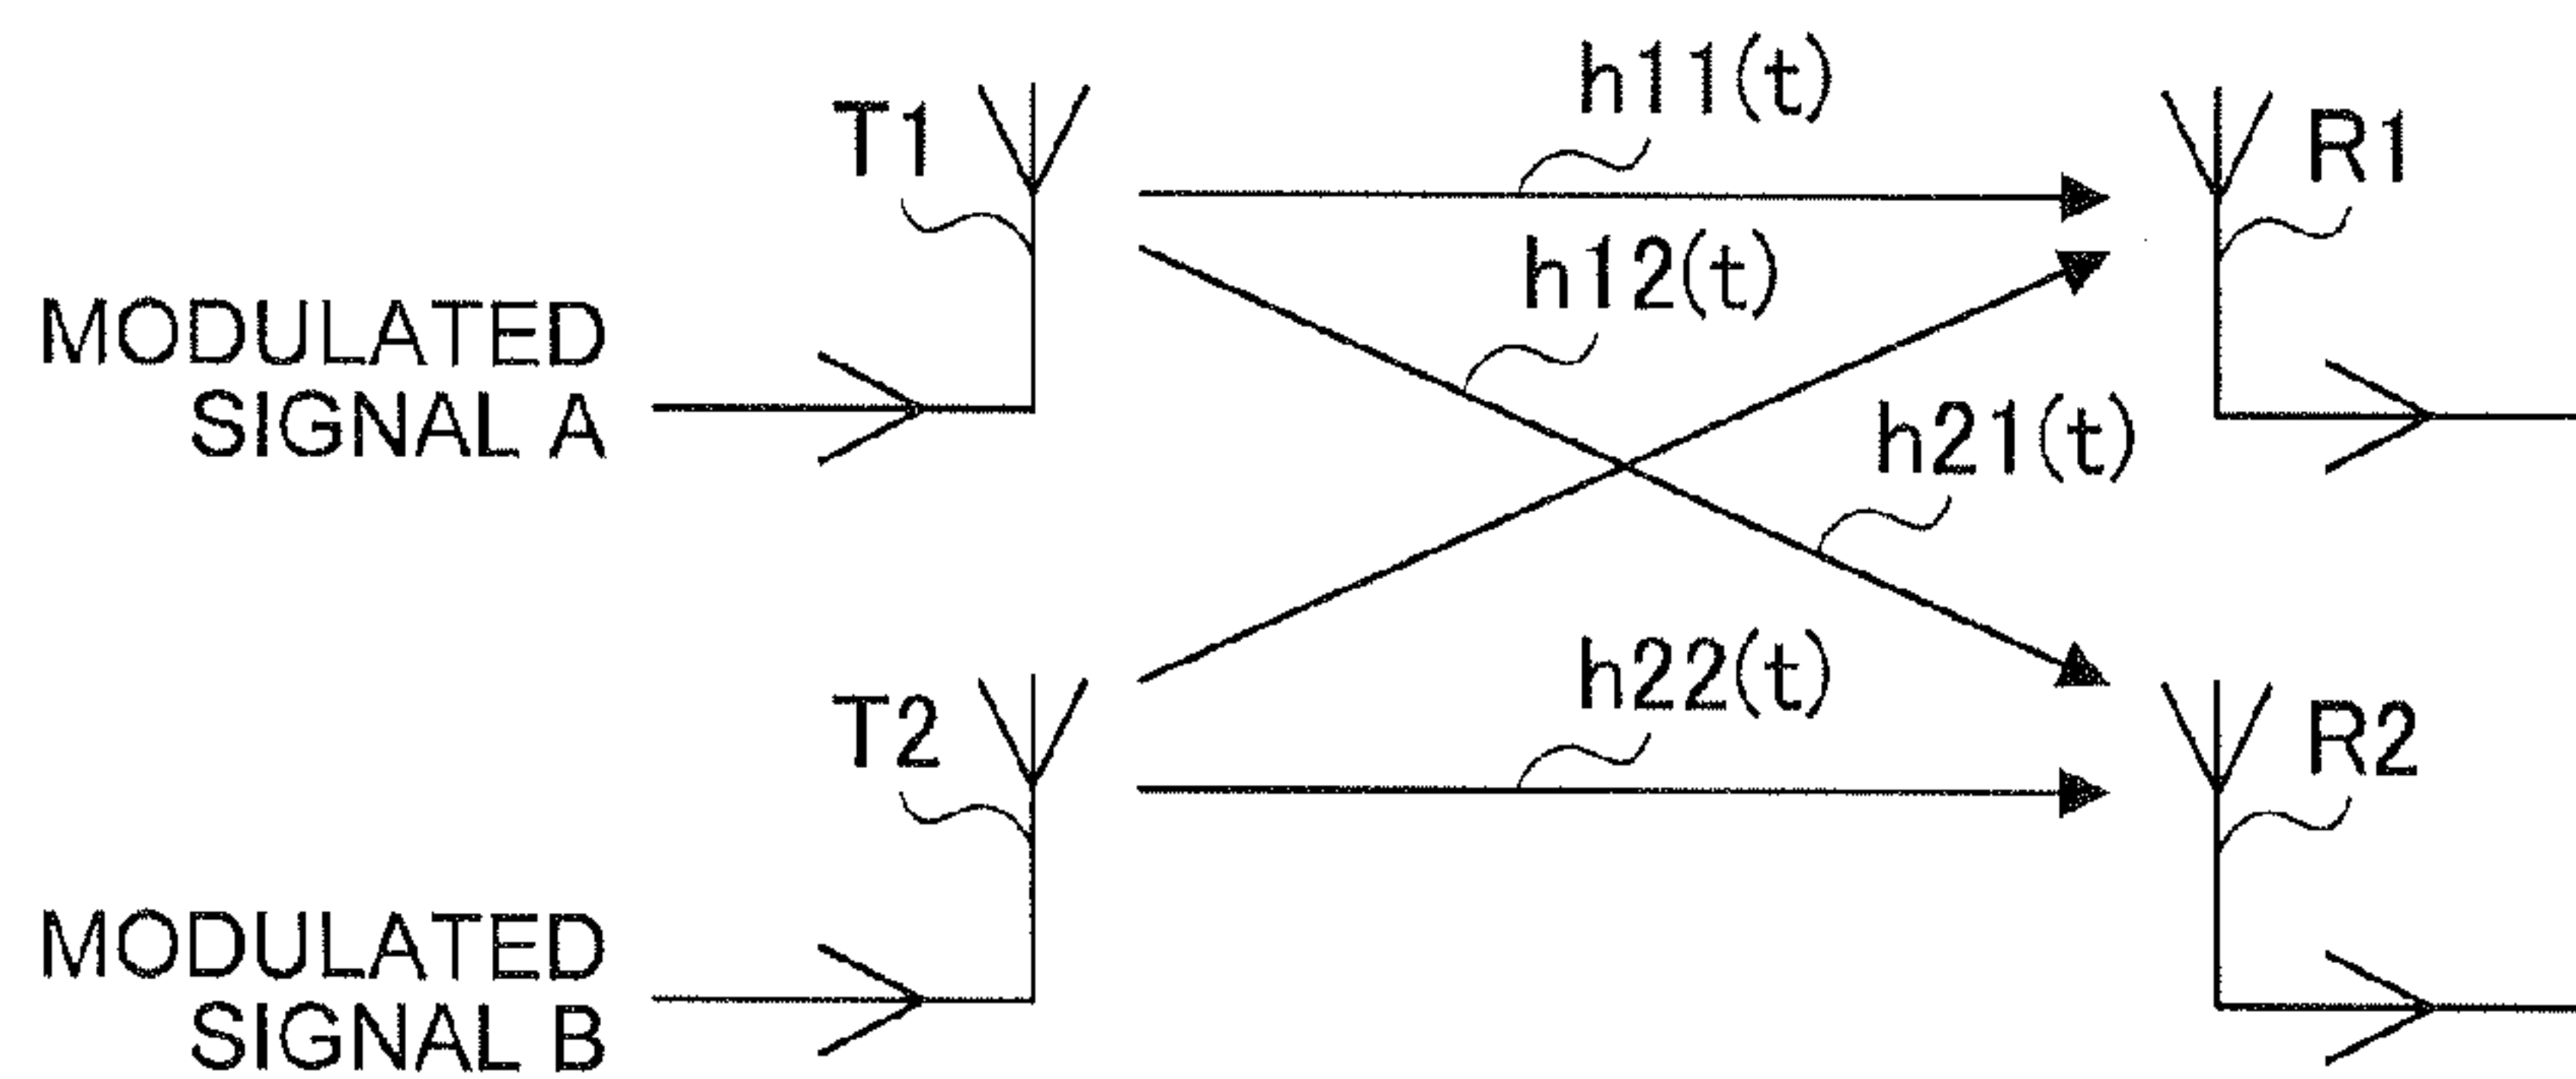 h11(t)
T1
R1
h12(t)
MODULATED
SIGNAL A
h21(t)
h22(t)
T2
R2
MODULATED
SIGNAL B